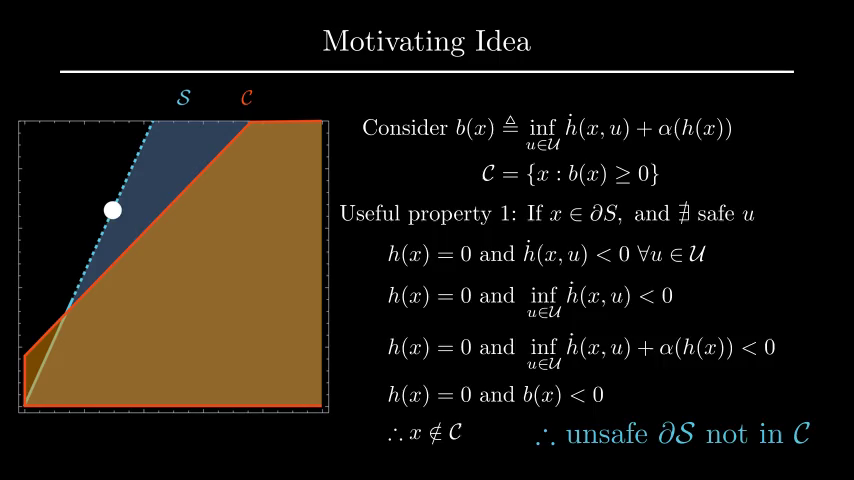 Motivating Idea
𝒮 𝒞
Consider b(x) ≜ inf_{u∈𝒰} ḣ(x, u) + α(h(x))
𝒞 = {x : b(x) ≥ 0}
Useful property 1: If x ∈ ∂S, and ∄ safe u
h(x) = 0 and ḣ(x, u) < 0 ∀u ∈ 𝒰
h(x) = 0 and inf_{u∈𝒰} ḣ(x, u) < 0
h(x) = 0 and inf_{u∈𝒰} ḣ(x, u) + α(h(x)) < 0
h(x) = 0 and b(x) < 0
∴ x ∉ 𝒞
∴ unsafe ∂𝒮 not in 𝒞